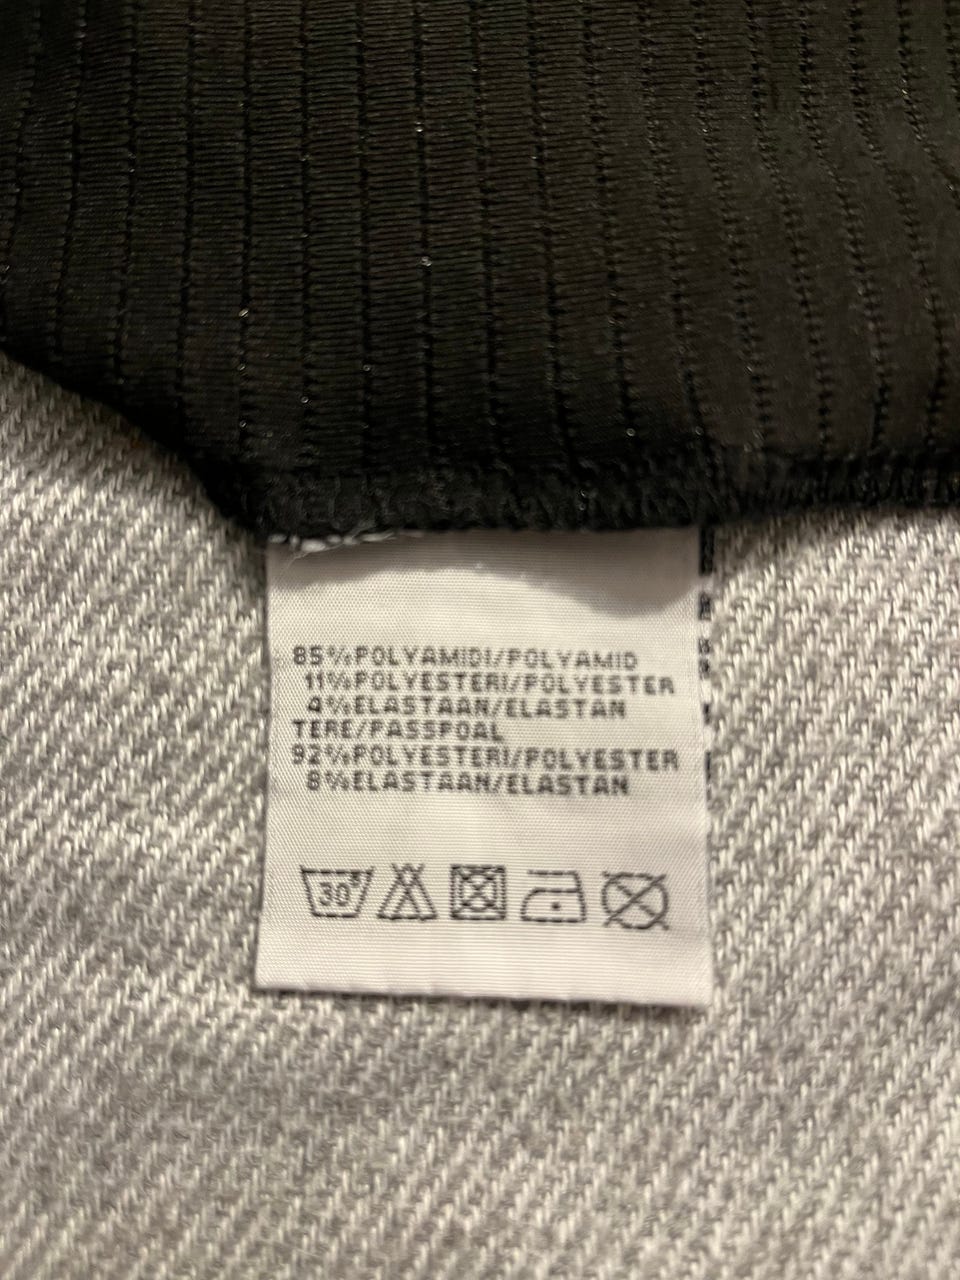 85%POLYAMIDI/POLYAMID
11%POLYESTERI/POLYESTER
4%ELASTAAN/ELASTAN
TERE/PASSPOAL
92%POLYESTERI/POLYESTER
8%ELASTAAN/ELASTAN
30°